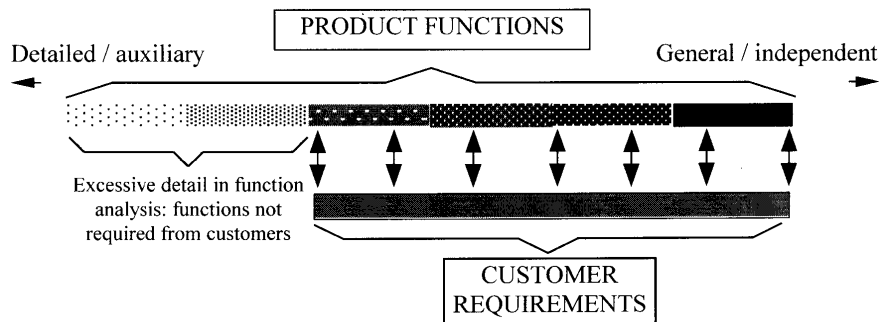 PRODUCT FUNCTIONS
Detailed / auxiliary
General / independent
Excessive detail in function
analysis: functions not
required from customers
CUSTOMER
REQUIREMENTS